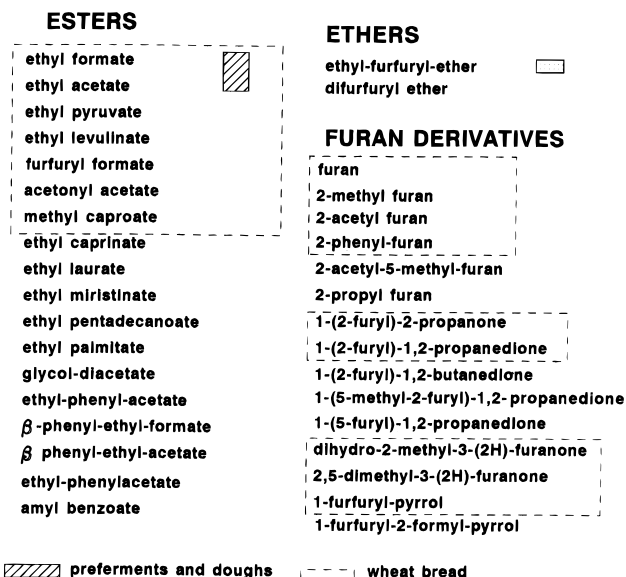 ESTERS
ethyl formate
ethyl acetate
ethyl pyruvate
ethyl levulinate
furfuryl formate
acetonyl acetate
methyl caproate
ethyl caprinate
ethyl laurate
ethyl miristinate
ethyl pentadecanoate
ethyl palmitate
glycol-diacetate
ethyl-phenyl-acetate
β-phenyl-ethyl-formate
β phenyl-ethyl-acetate
ethyl-phenylacetate
amyl benzoate
ETHERS
ethyl-furfuryl-ether
difurfuryl ether
FURAN DERIVATIVES
furan
2-methyl furan
2-acetyl furan
2-phenyl-furan
2-acetyl-5-methyl-furan
2-propyl furan
1-(2-furyl)-2-propanone
1-(2-furyl)-1,2-propanedione
1-(2-furyl)-1,2-butanedione
1-(5-methyl-2-furyl)-1,2-propanedione
1-(5-furyl)-1,2-propanedione
dihydro-2-methyl-3-(2H)-furanone
2,5-dimethyl-3-(2H)-furanone
1-furfuryl-pyrrol
1-furfuryl-2-formyl-pyrrol
preferments and doughs
wheat bread